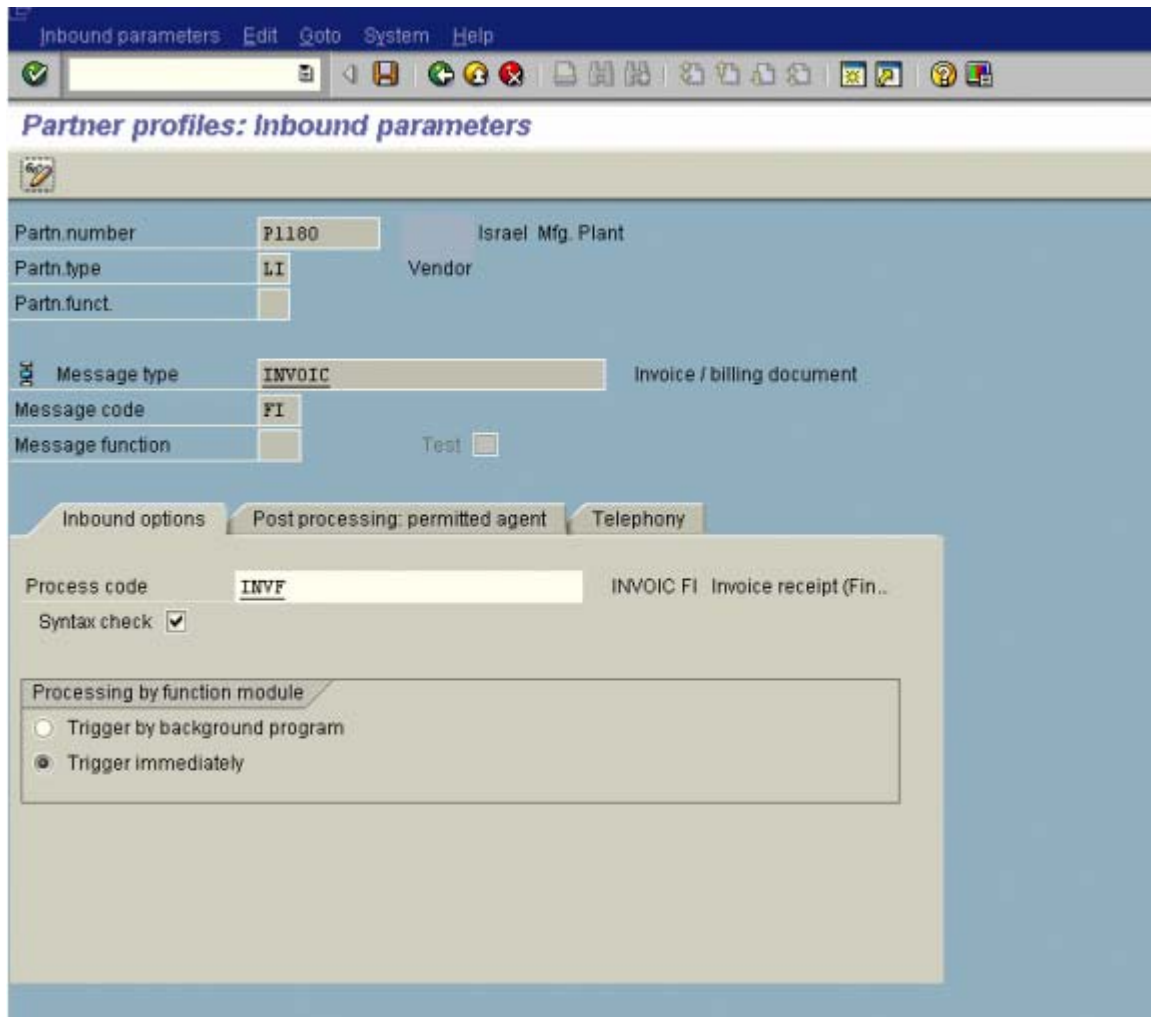 Inbound parameters Edit Goto System Help
Partner profiles: Inbound parameters
Partn.number P1180 Israel Mfg. Plant
Partn.type LI Vendor
Partn.funct.
Message type INVOIC Invoice / billing document
Message code FI
Message function Test
Inbound options Post processing: permitted agent Telephony
Process code INVF INVOIC FI Invoice receipt (Fin...
Syntax check
Processing by function module
Trigger by background program
Trigger immediately